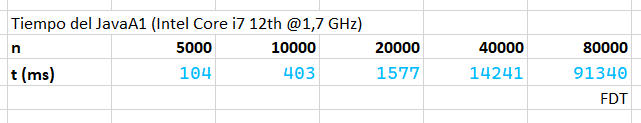 Tiempo del JavaA1 (Intel Core i7 12th @1,7 GHz)
n 5000 10000 20000 40000 80000
t (ms) 104 403 1577 14241 91340
FDT